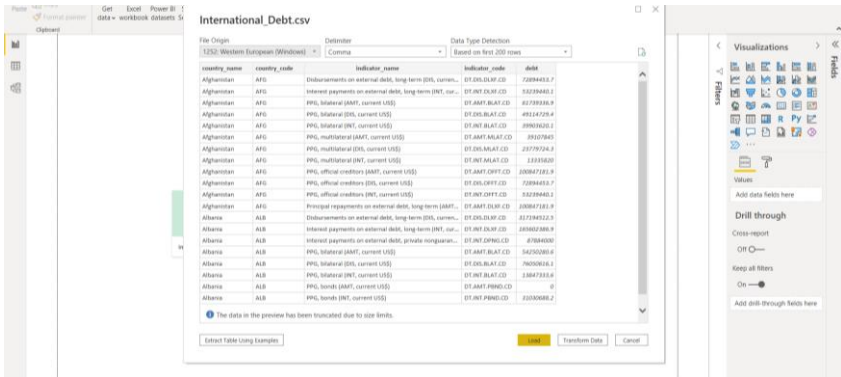 Paste
Format painter
Clipboard
Get Excel Power BI
data workbook datasets
International_Debt.csv
File Origin Delimiter Data Type Detection
1252: Western European (Windows) Comma Based on first 200 rows
country_name country_code indicator_name indicator_code debt
Afghanistan AFG Disbursements on external debt, long-term (DIS, curren... DT.DIS.DLXF.CD 72894453.7
Afghanistan AFG Interest payments on external debt, long-term (INT, cur... DT.INT.DLXF.CD 53239440.1
Afghanistan AFG PPG, bilateral (AMT, current US$) DT.AMT.BLAT.CD 61739336.9
Afghanistan AFG PPG, bilateral (DIS, current US$) DT.DIS.BLAT.CD 49114729.4
Afghanistan AFG PPG, bilateral (INT, current US$) DT.INT.BLAT.CD 39903620.1
Afghanistan AFG PPG, multilateral (AMT, current US$) DT.AMT.MLAT.CD 39107845
Afghanistan AFG PPG, multilateral (DIS, current US$) DT.DIS.MLAT.CD 23779724.3
Afghanistan AFG PPG, multilateral (INT, current US$) DT.INT.MLAT.CD 13335820
Afghanistan AFG PPG, official creditors (AMT, current US$) DT.AMT.OFFT.CD 100847181.9
Afghanistan AFG PPG, official creditors (DIS, current US$) DT.DIS.OFFT.CD 72894453.7
Afghanistan AFG PPG, official creditors (INT, current US$) DT.INT.OFFT.CD 53239440.1
Afghanistan AFG Principal repayments on external debt, long-term (AMT... DT.AMT.DLXF.CD 100847181.9
Albania ALB Disbursements on external debt, long-term (DIS, curren... DT.DIS.DLXF.CD 317194512.5
Albania ALB Interest payments on external debt, long-term (INT, cur... DT.INT.DLXF.CD 165602386.9
Albania ALB Interest payments on external debt, private nonguaran... DT.INT.DPNG.CD 87884000
Albania ALB PPG, bilateral (AMT, current US$) DT.AMT.BLAT.CD 54250280.6
Albania ALB PPG, bilateral (DIS, current US$) DT.DIS.BLAT.CD 76050616.1
Albania ALB PPG, bilateral (INT, current US$) DT.INT.BLAT.CD 13847333.6
Albania ALB PPG, bonds (AMT, current US$) DT.AMT.PBND.CD 0
Albania ALB PPG, bonds (INT, current US$) DT.INT.PBND.CD 31030688.2
The data in the preview has been truncated due to size limits.
Extract Table Using Examples Load Transform Data Cancel
Filters
Visualizations
Fields
R Py
Values
Add data fields here
Drill through
Cross-report
Off
Keep all filters
On
Add drill-through fields here